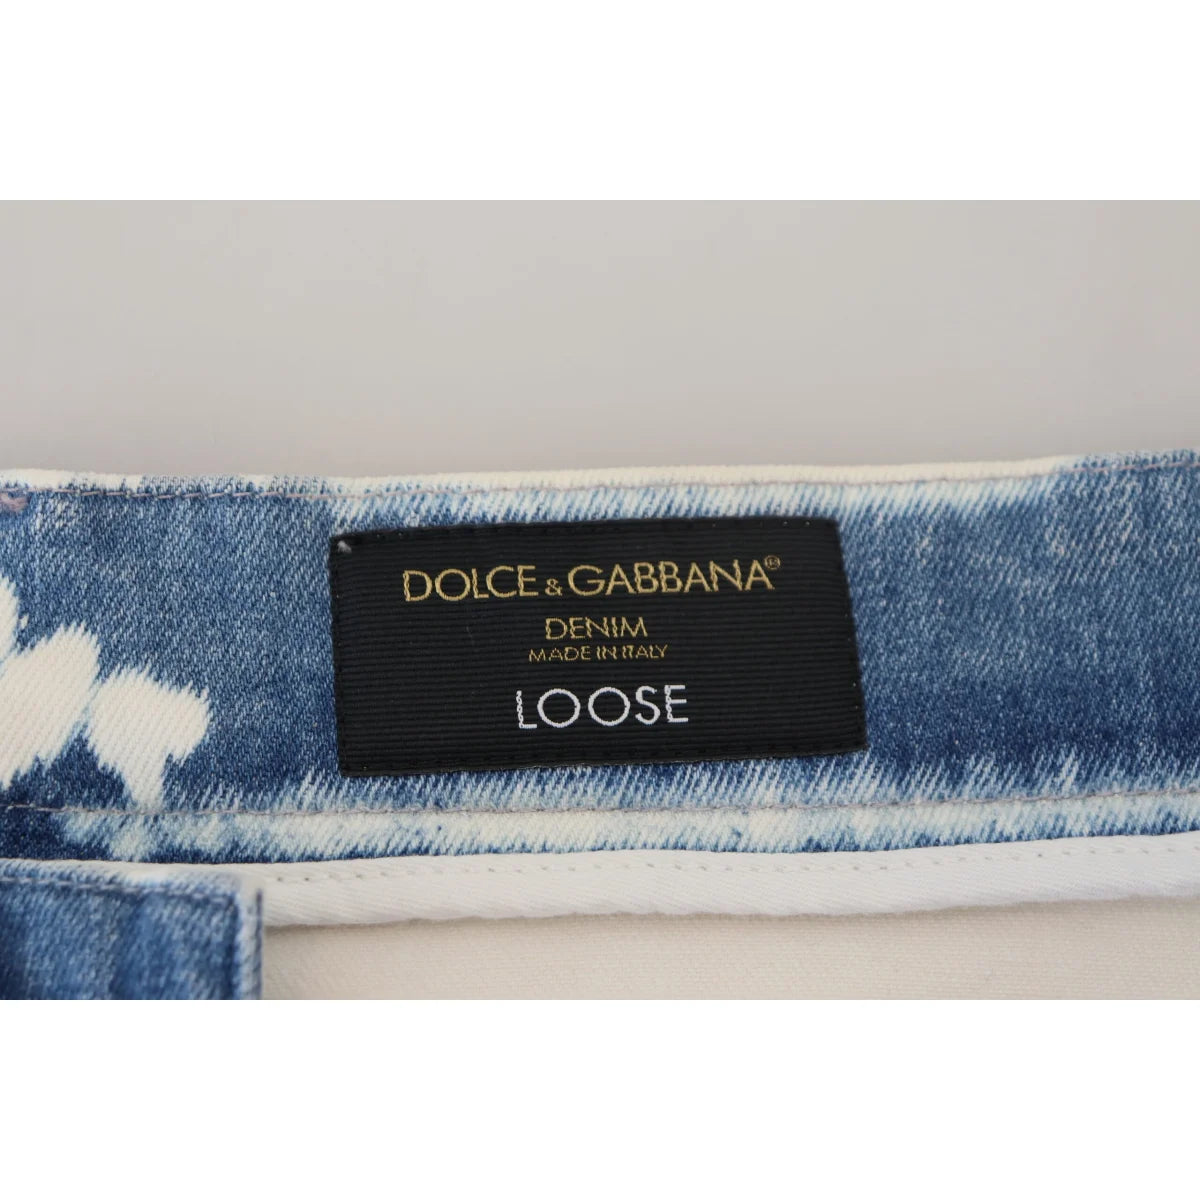 DOLCE & GABBANA®
DENIM
MADE IN ITALY
LOOSE